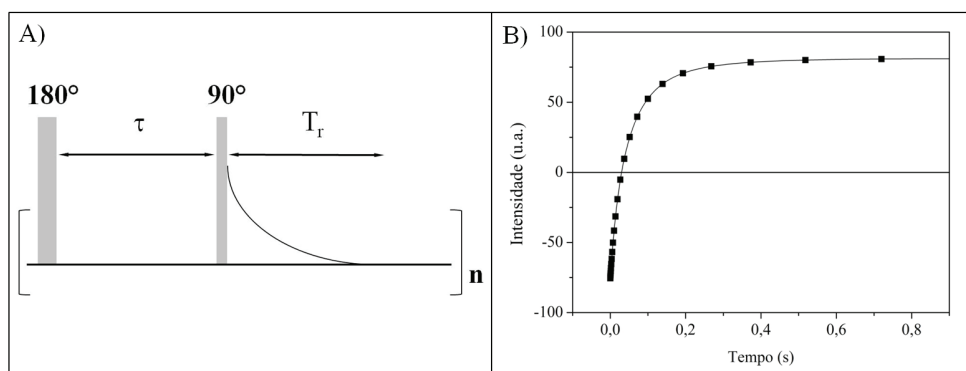 A)
180°
90°
τ
Tr
n
B)
Intensidade (u.a.)
100
50
0
-50
-100
0,0 0,2 0,4 0,6 0,8
Tempo (s)